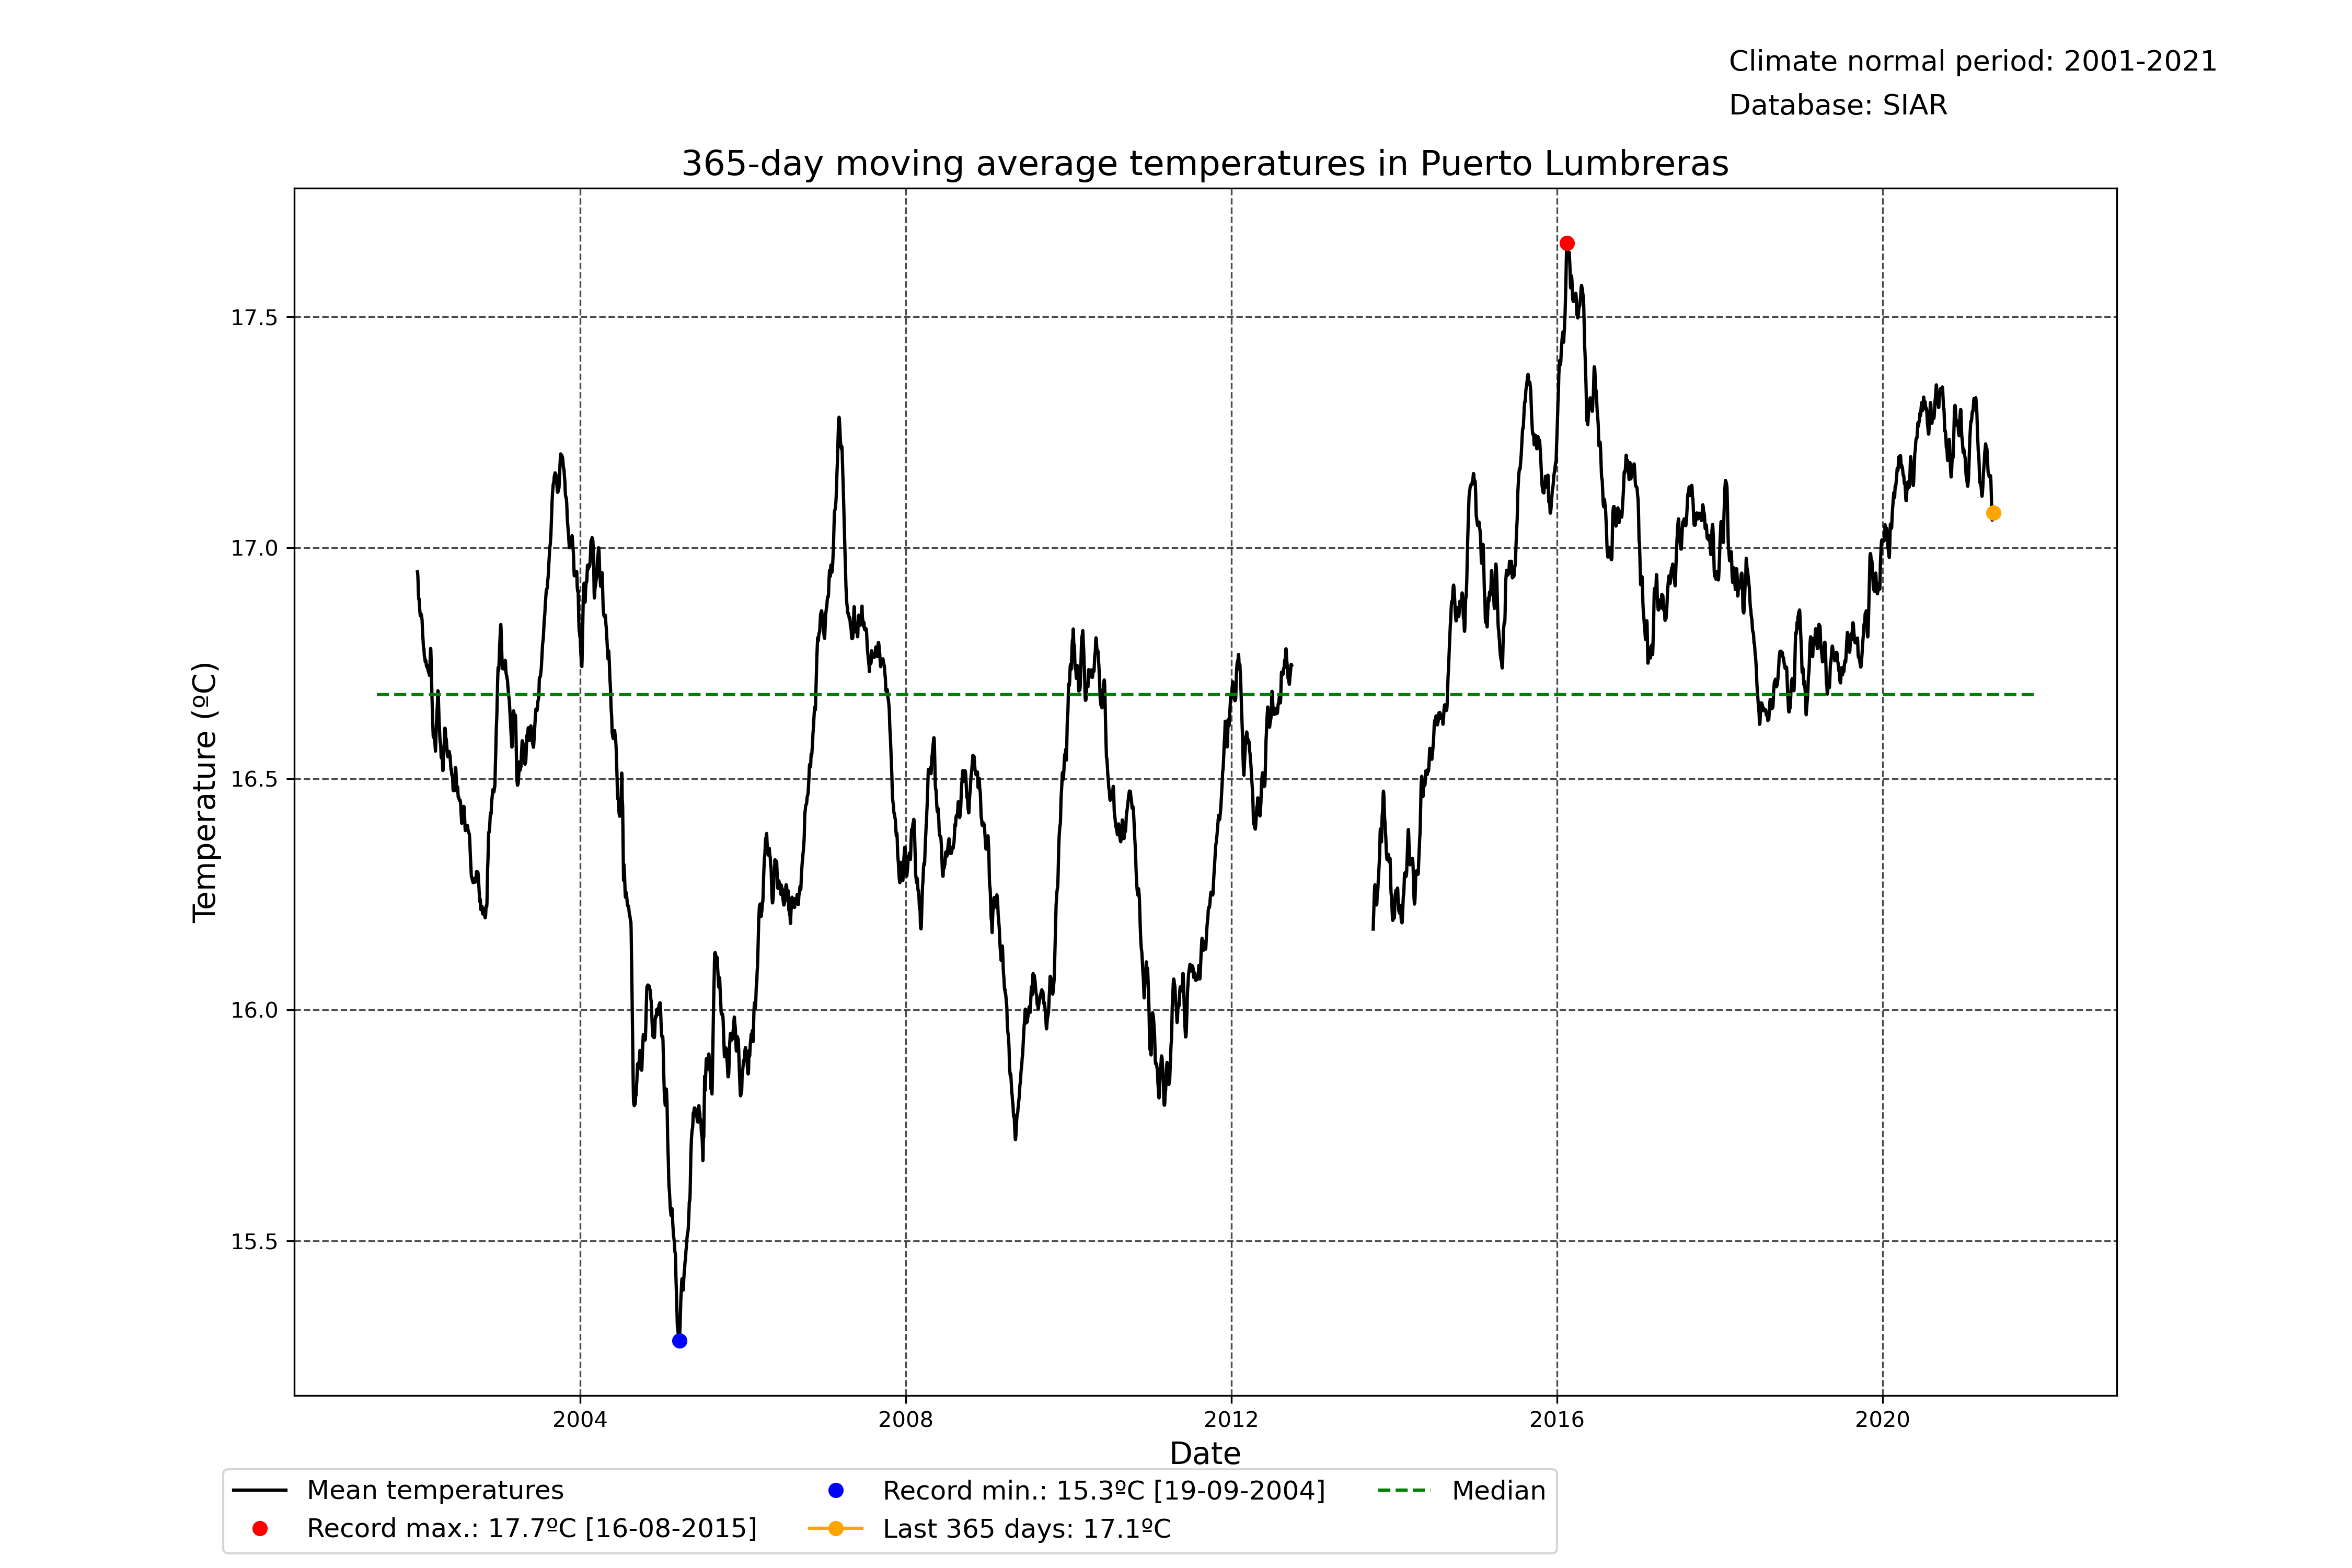 Climate normal period: 2001-2021
Database: SIAR
365-day moving average temperatures in Puerto Lumbreras
Temperature (ºC)
17.5
17.0
16.5
16.0
15.5
2004
2008
2012
2016
2020
Date
Mean temperatures
Record max.: 17.7ºC [16-08-2015]
Record min.: 15.3ºC [19-09-2004]
Last 365 days: 17.1ºC
Median